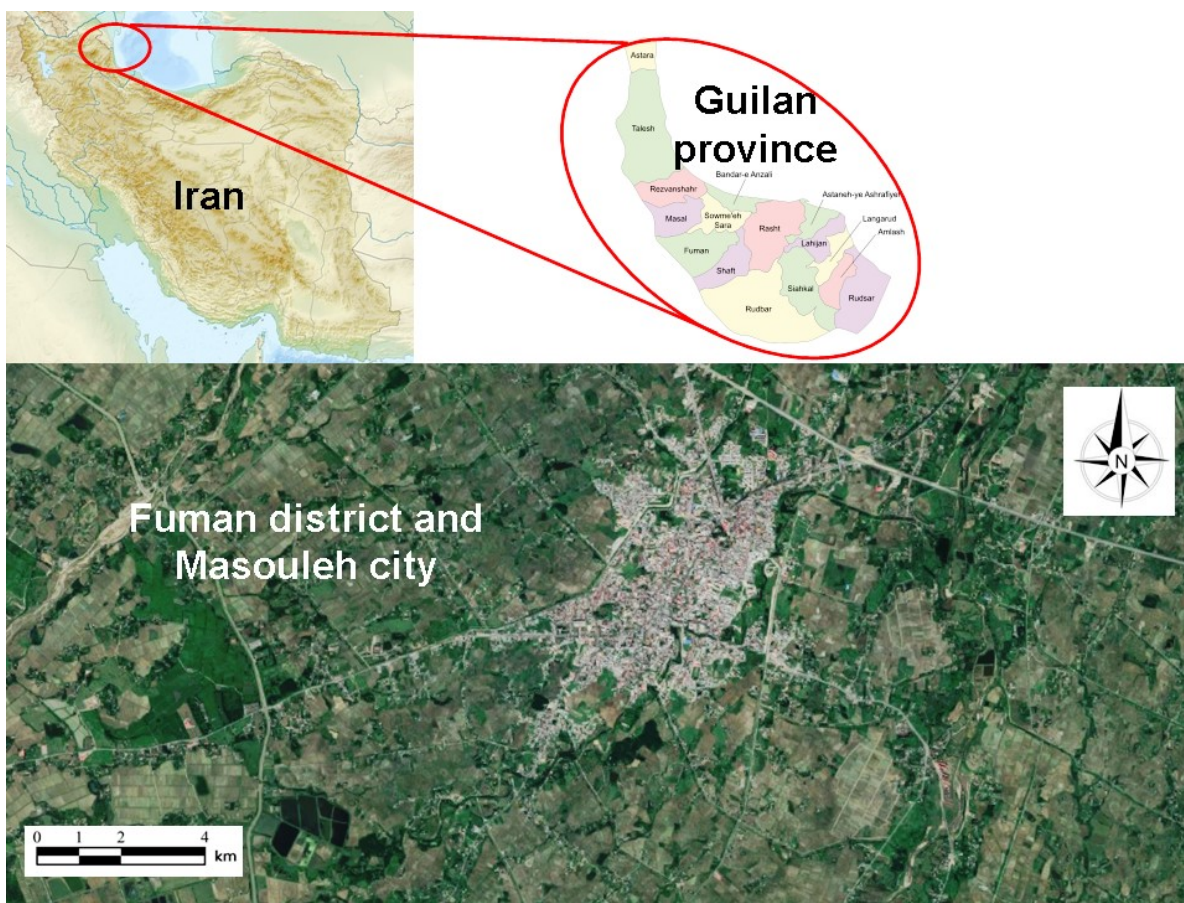 Iran
Guilan
province
Astara
Talesh
Bandar-e Anzali
Rezvanshahr
Astaneh-ye Ashrafiyeh
Masal
Sowme'eh
Sara
Langarud
Rasht
Amlash
Fuman
Lahijan
Shaft
Siahkal
Rudsar
Rudbar
Fuman district and
Masouleh city
N
0 1 2 4
km